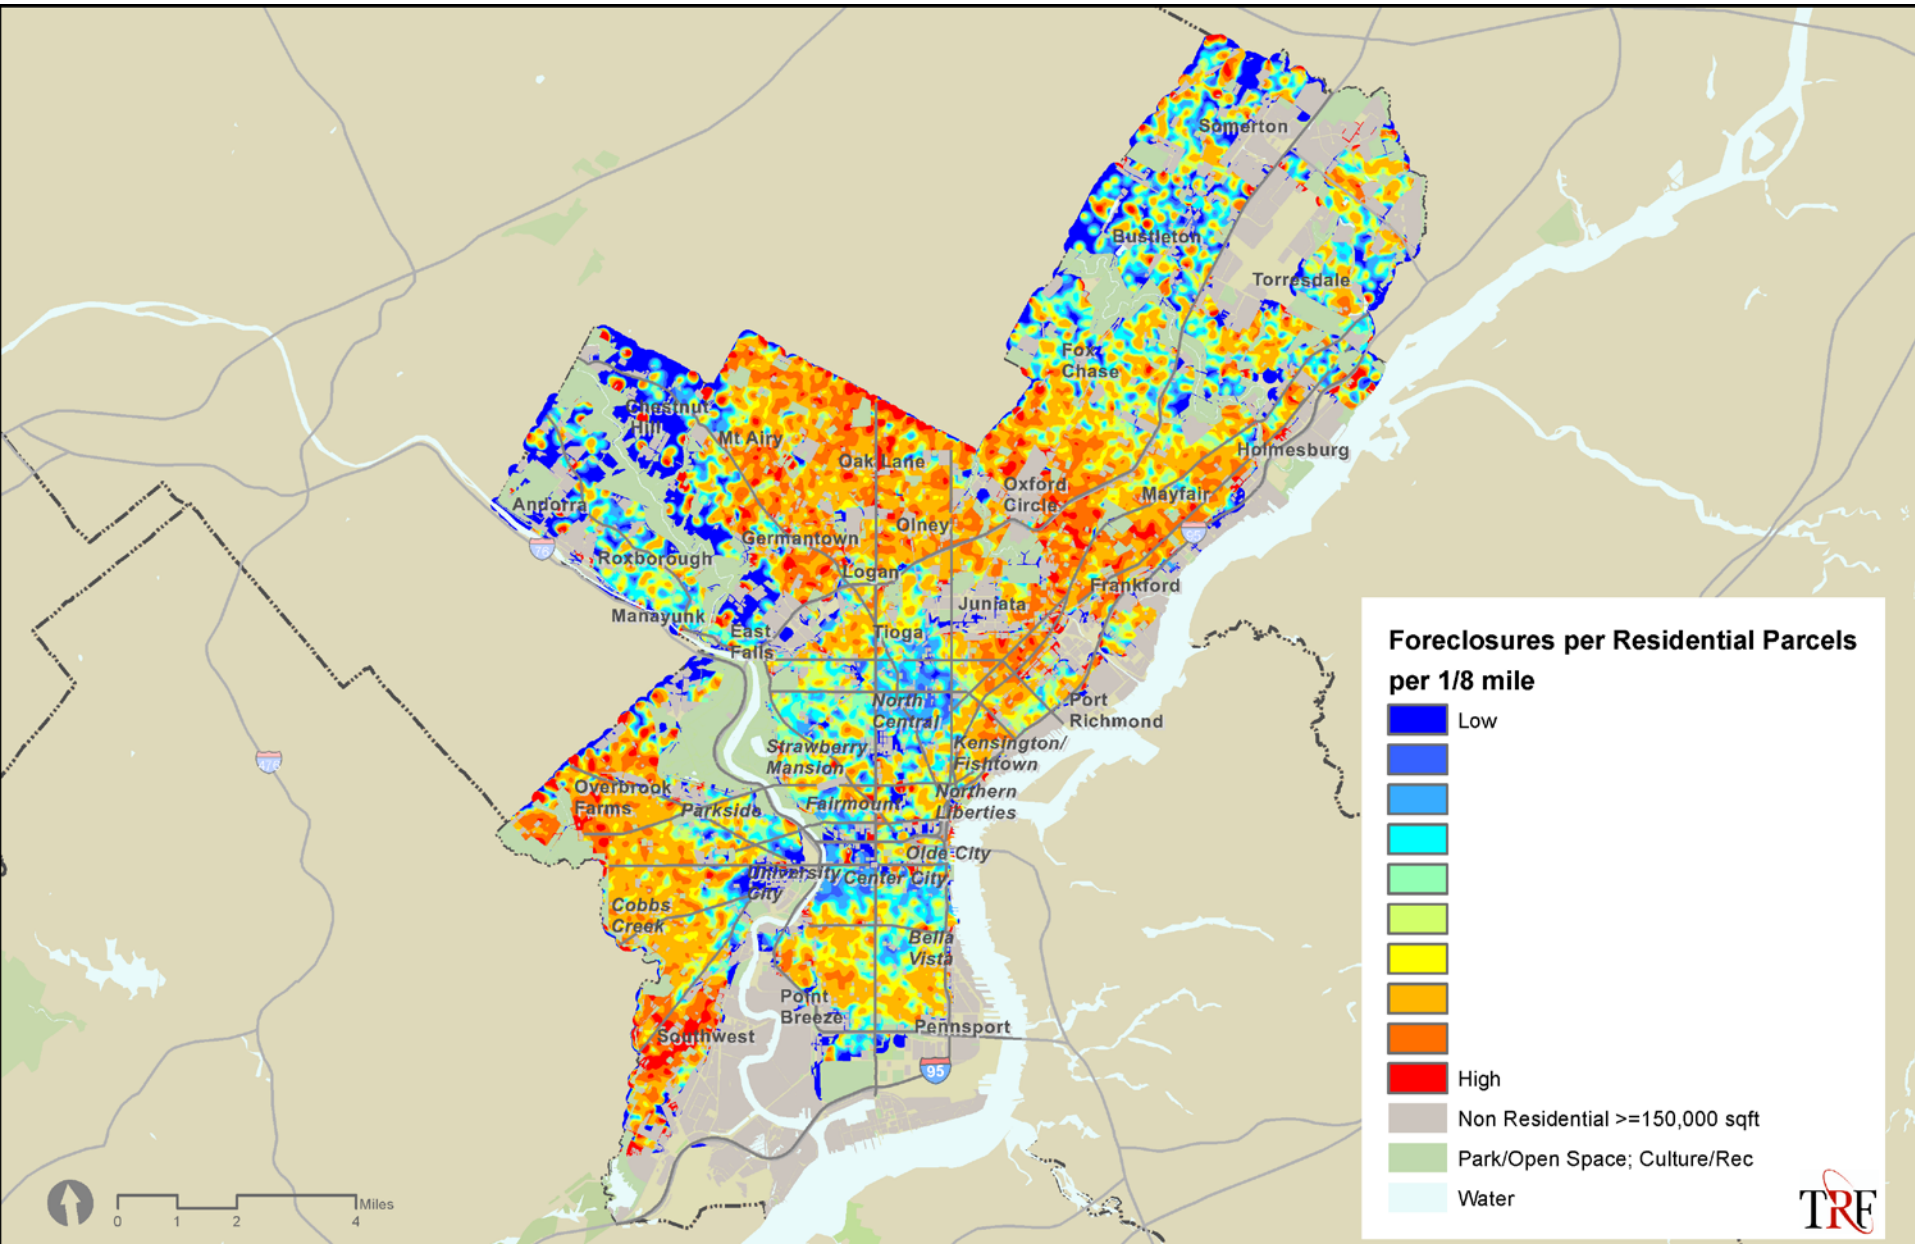 Somerton
Bustleton
Torresdale
Fox
Chase
Chestnut
Hill
Mt Airy
Oak Lane
Holmesburg
Oxford
Circle
Mayfair
Andorra
Olney
Germantown
95
76
Roxborough
Logan
Frankford
Juniata
Manayunk
East
Falls
Tioga
North
Central
Port
Richmond
Strawberry
Mansion
Kensington/
Fishtown
476
Overbrook
Farms
Parkside
Fairmount
Northern
Liberties
Olde City
University
City
Center City
Cobbs
Creek
Bella
Vista
Point
Breeze
Pennsport
Southwest
95
Foreclosures per Residential Parcels
per 1/8 mile
Low
High
Non Residential >=150,000 sqft
Park/Open Space; Culture/Rec
Water
TRF
Miles
0 1 2 4